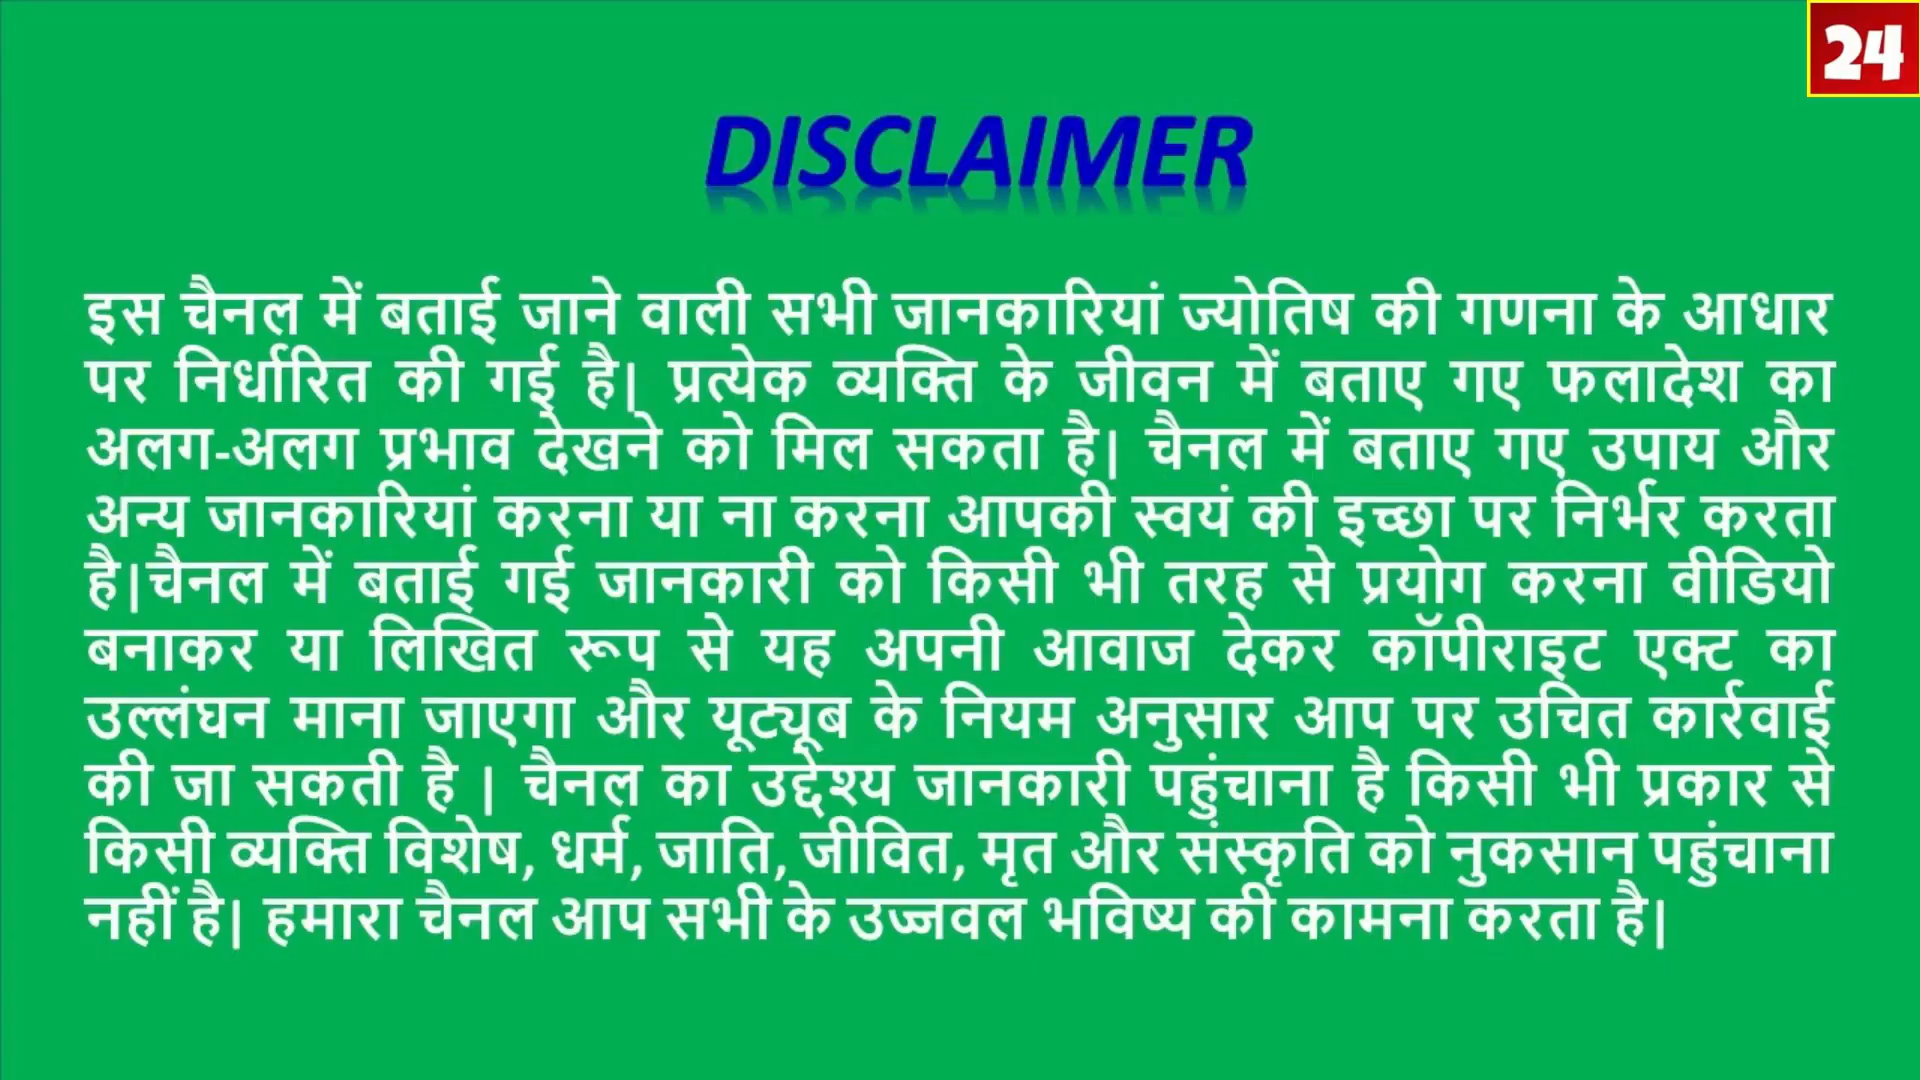 24
DISCLAIMER
इस चैनल में बताई जाने वाली सभी जानकारियां ज्योतिष की गणना के आधार
पर निर्धारित की गई है| प्रत्येक व्यक्ति के जीवन में बताए गए फलादेश का
अलग-अलग प्रभाव देखने को मिल सकता है| चैनल में बताए गए उपाय और
अन्य जानकारियां करना या ना करना आपकी स्वयं की इच्छा पर निर्भर करता
है|चैनल में बताई गई जानकारी को किसी भी तरह से प्रयोग करना वीडियो
बनाकर या लिखित रूप से यह अपनी आवाज देकर कॉपीराइट एक्ट का
उल्लंघन माना जाएगा और यूट्यूब के नियम अनुसार आप पर उचित कार्रवाई
की जा सकती है | चैनल का उद्देश्य जानकारी पहुंचाना है किसी भी प्रकार से
किसी व्यक्ति विशेष, धर्म, जाति, जीवित, मृत और संस्कृति को नुकसान पहुंचाना
नहीं है| हमारा चैनल आप सभी के उज्जवल भविष्य की कामना करता है|